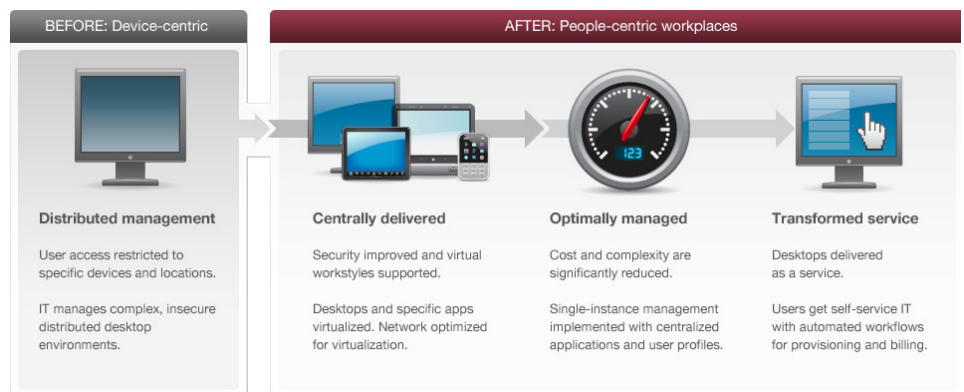 BEFORE: Device-centric
AFTER: People-centric workplaces
Distributed management
User access restricted to
specific devices and locations.
IT manages complex, insecure
distributed desktop
environments.
Centrally delivered
Security improved and virtual
workstyles supported.
Desktops and specific apps
virtualized. Network optimized
for virtualization.
123
Optimally managed
Cost and complexity are
significantly reduced.
Single-instance management
implemented with centralized
applications and user profiles.
Transformed service
Desktops delivered
as a service.
Users get self-service IT
with automated workflows
for provisioning and billing.